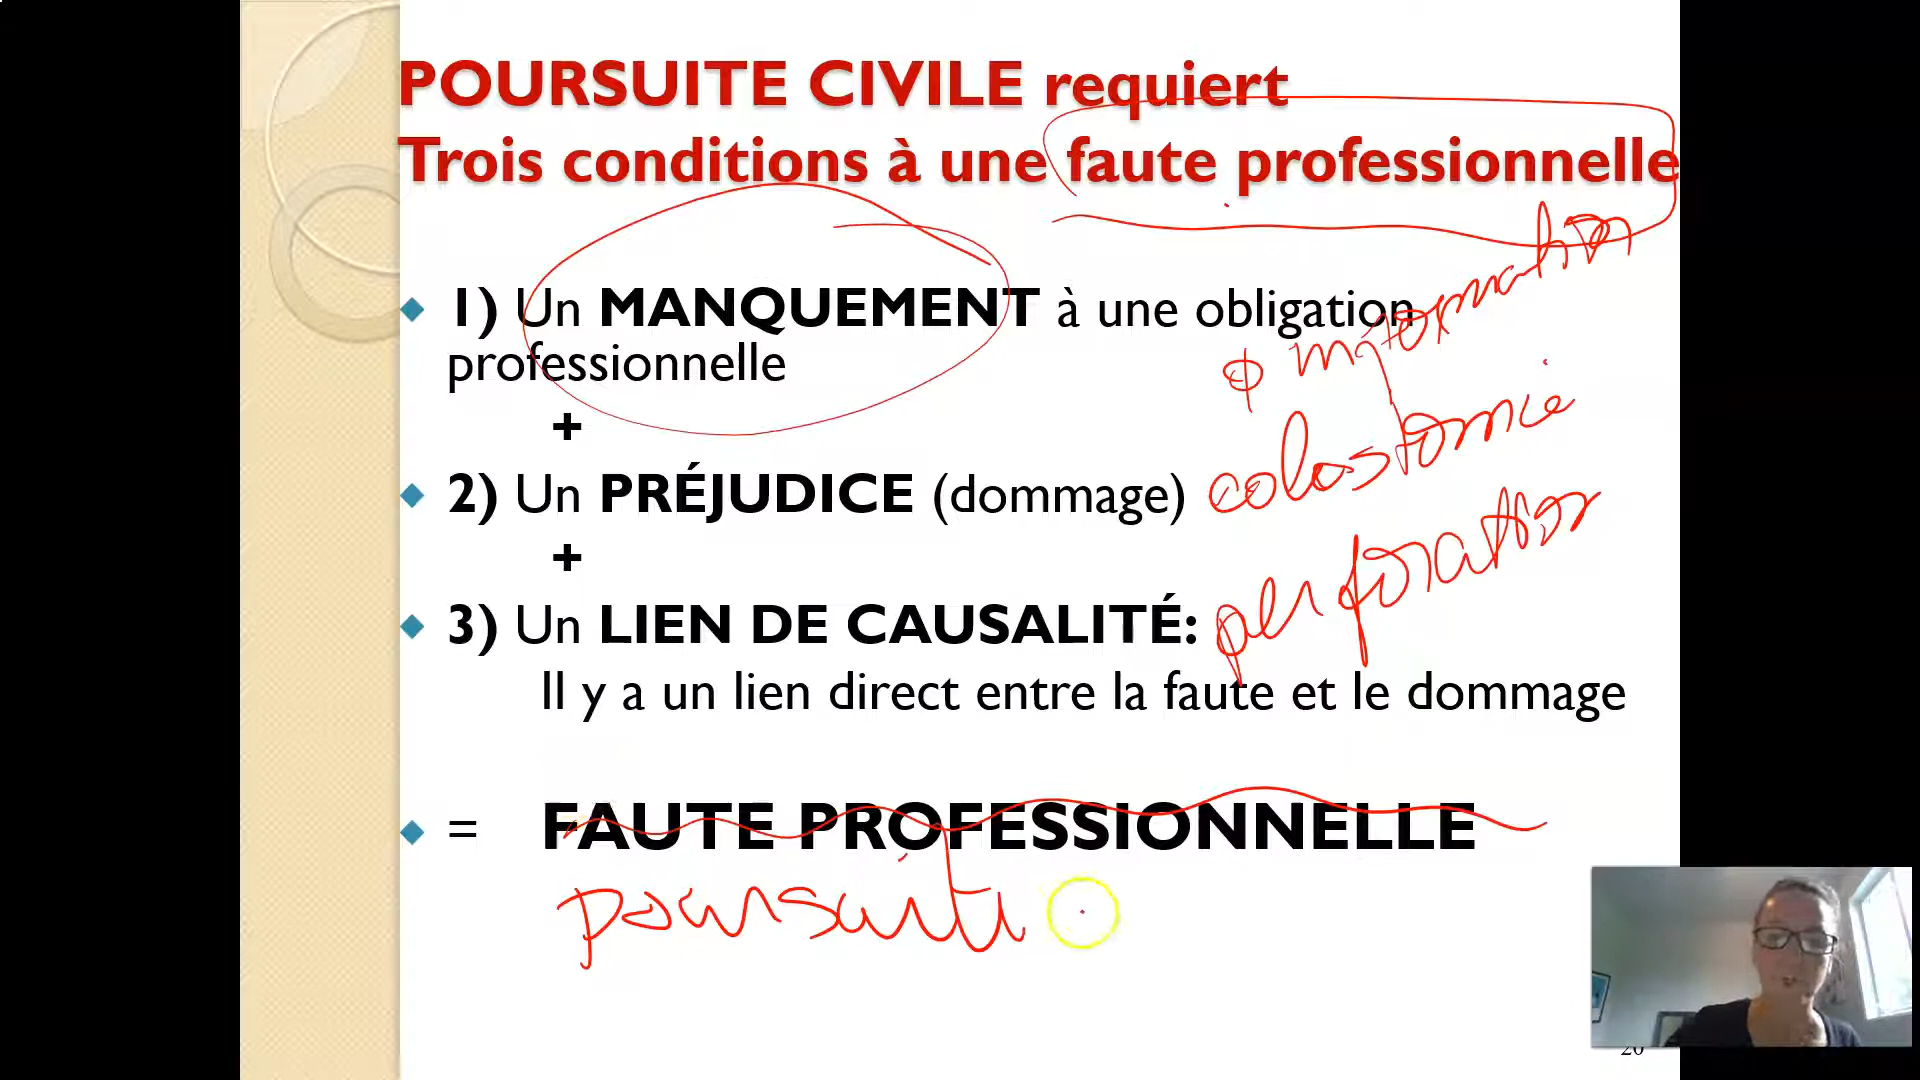 POURSUITE CIVILE requiert
Trois conditions à une faute professionnelle
1) Un MANQUEMENT à une obligation
professionnelle
φ information
+
colostomie
2) Un PRÉJUDICE (dommage)
+
perforation
3) Un LIEN DE CAUSALITÉ:
Il y a un lien direct entre la faute et le dommage
= FAUTE PROFESSIONNELLE
poursuite
20